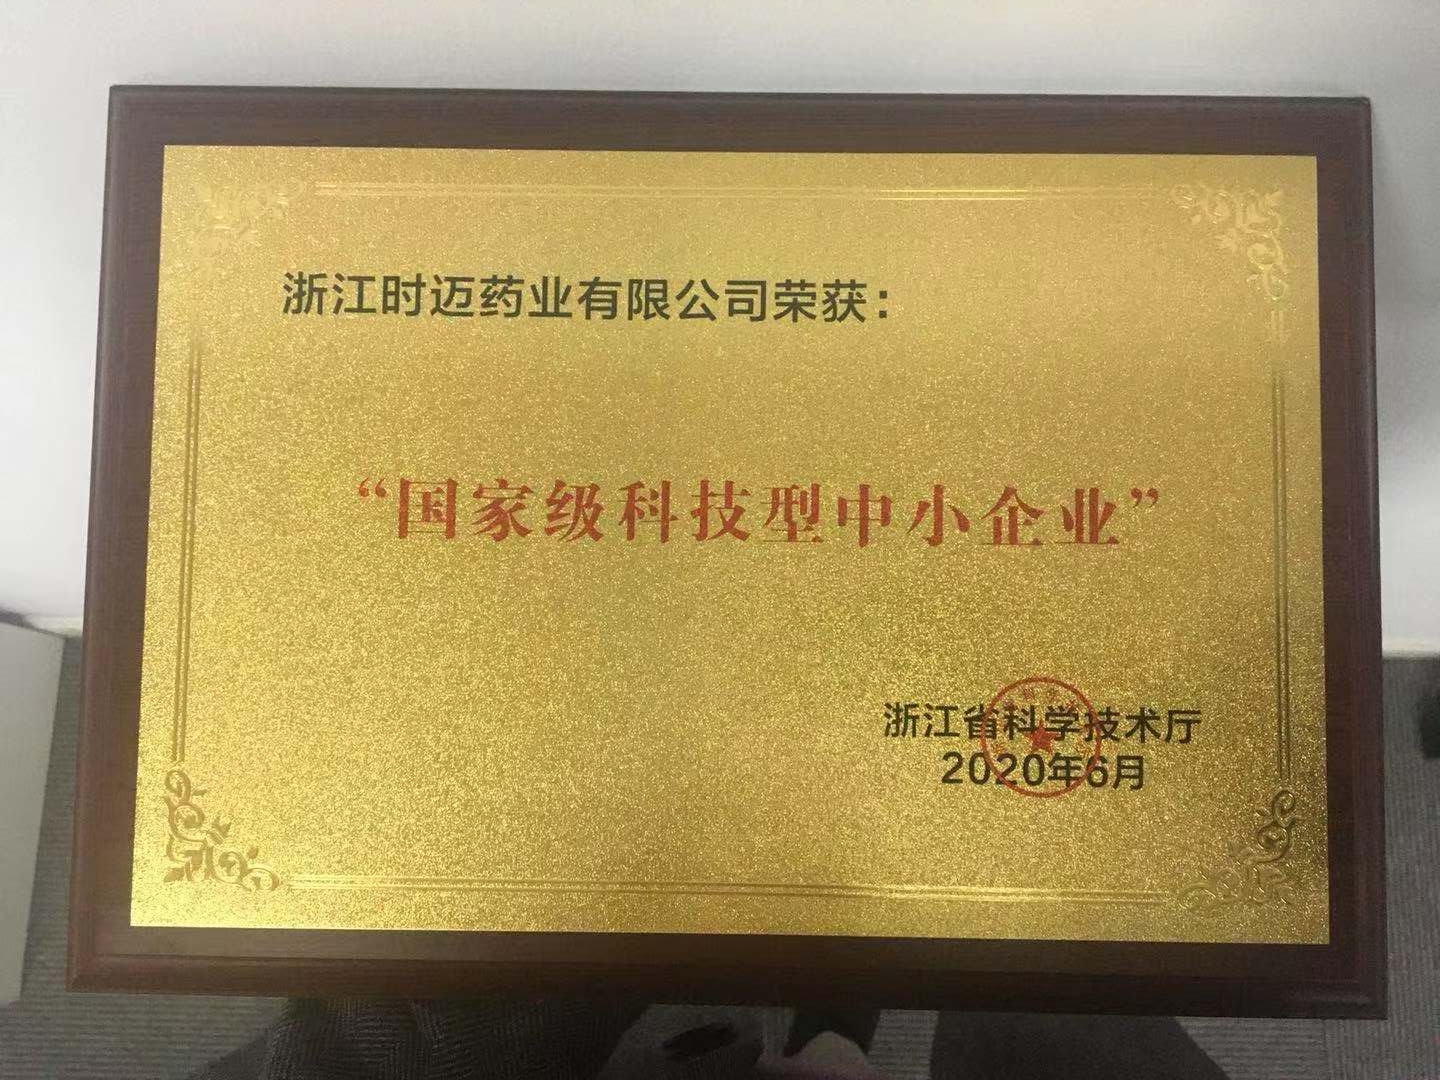 浙江时迈药业有限公司荣获：
“国家级科技型中小企业”
浙江省科学技术厅
2020年6月